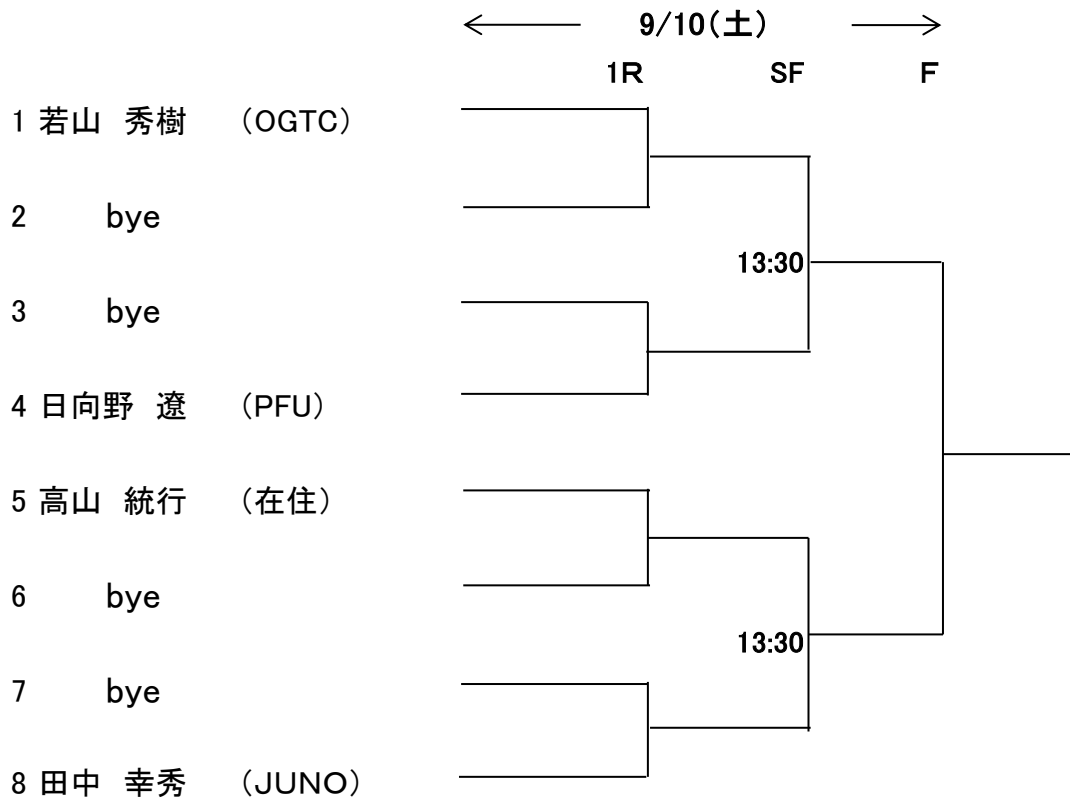 9/10(土)
1R SF F
1 若山 秀樹 （OGTC）
2 bye
13:30
3 bye
4 日向野 遼 （PFU）
5 高山 統行 （在住）
6 bye
13:30
7 bye
8 田中 幸秀 （JUNO）